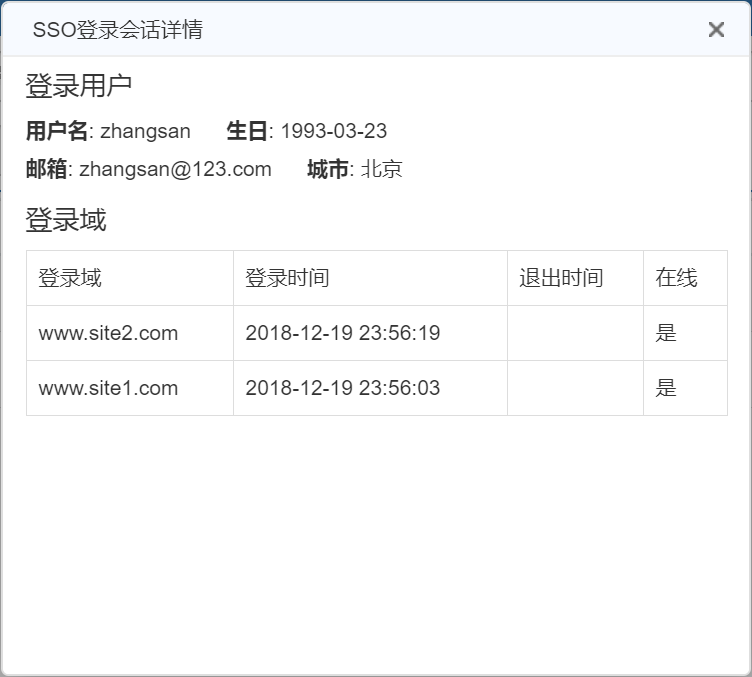 SSO登录会话详情
登录用户
用户名: zhangsan 生日: 1993-03-23
邮箱: zhangsan@123.com 城市: 北京
登录域
登录域 登录时间 退出时间 在线
www.site2.com 2018-12-19 23:56:19 是
www.site1.com 2018-12-19 23:56:03 是